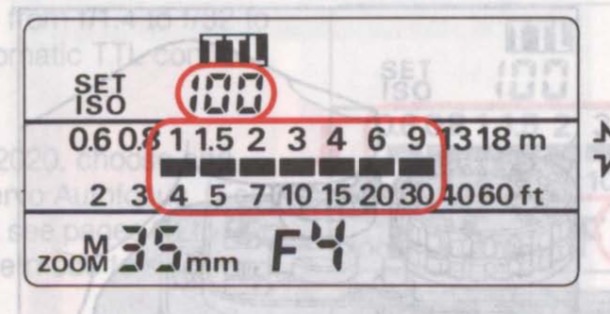 TTL
SET ISO 100
0.6 0.8 1 1.5 2 3 4 6 9 13 18 m
2 3 4 5 7 10 15 20 30 40 60 ft
M ZOOM 35 mm F4